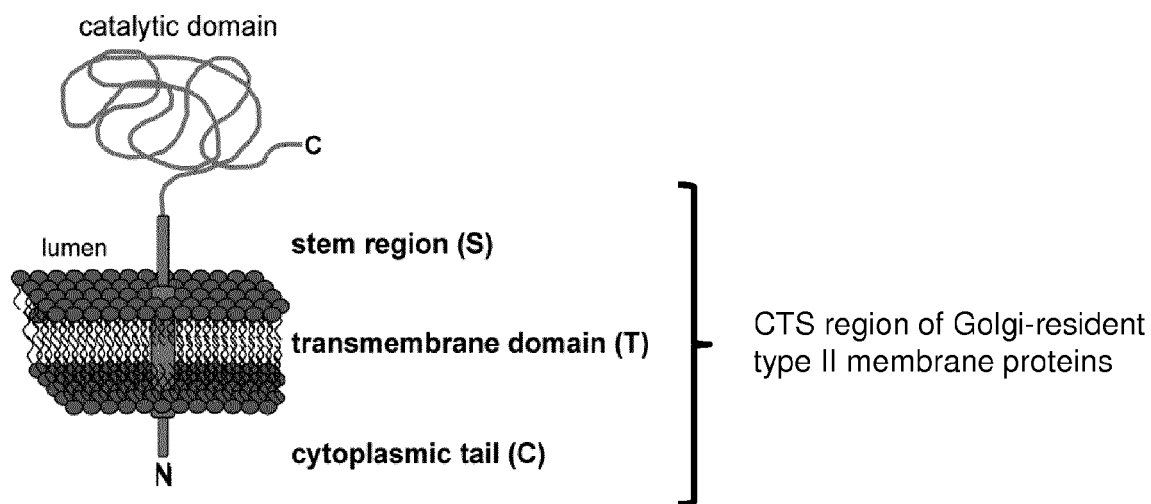 catalytic domain
C
lumen
stem region (S)
transmembrane domain (T)
CTS region of Golgi-resident
type II membrane proteins
cytoplasmic tail (C)
N